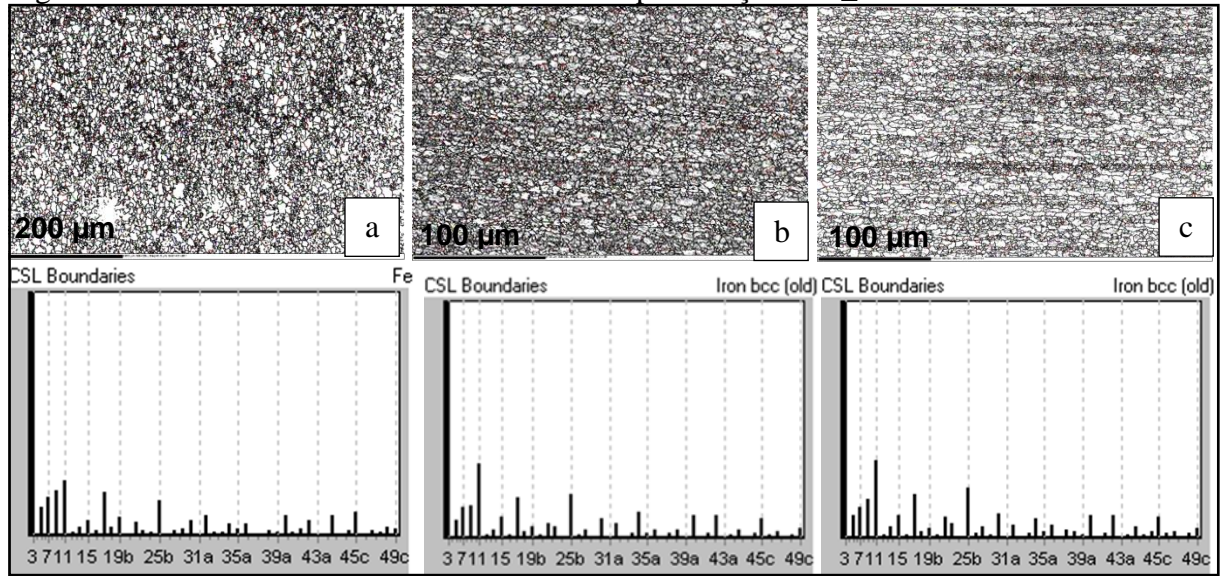 200 µm
a
100 µm
b
100 µm
c
CSL Boundaries Fe
CSL Boundaries Iron bcc (old)
CSL Boundaries Iron bcc (old)
3 7 11 15 19b 25b 31a 35a 39a 43a 45c 49c
3 7 11 15 19b 25b 31a 35a 39a 43a 45c 49c
3 7 11 15 19b 25b 31a 35a 39a 43a 45c 49c